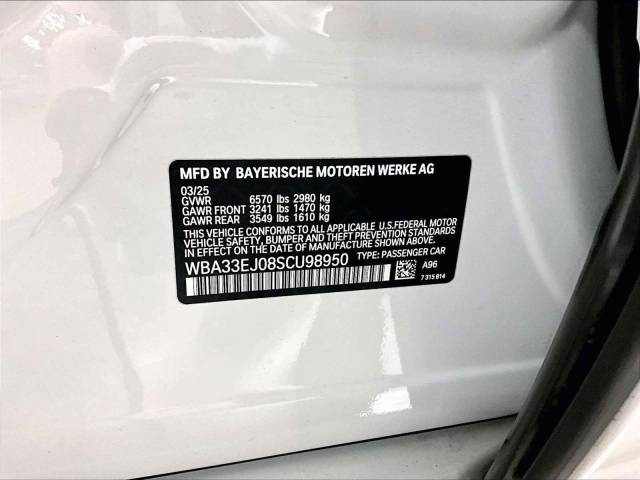 MFD BY BAYERISCHE MOTOREN WERKE AG
03/25
GVWR 6570 lbs 2980 kg
GAWR FRONT 3241 lbs 1470 kg
GAWR REAR 3549 lbs 1610 kg
THIS VEHICLE CONFORMS TO ALL APPLICABLE U.S.FEDERAL MOTOR
VEHICLE SAFETY, BUMPER AND THEFT PREVENTION STANDARDS
IN EFFECT ON THE DATE OF MANUFACTURE SHOWN ABOVE.
WBA33EJ08SCU98950 TYPE: PASSENGER CAR
A96
7 315 814